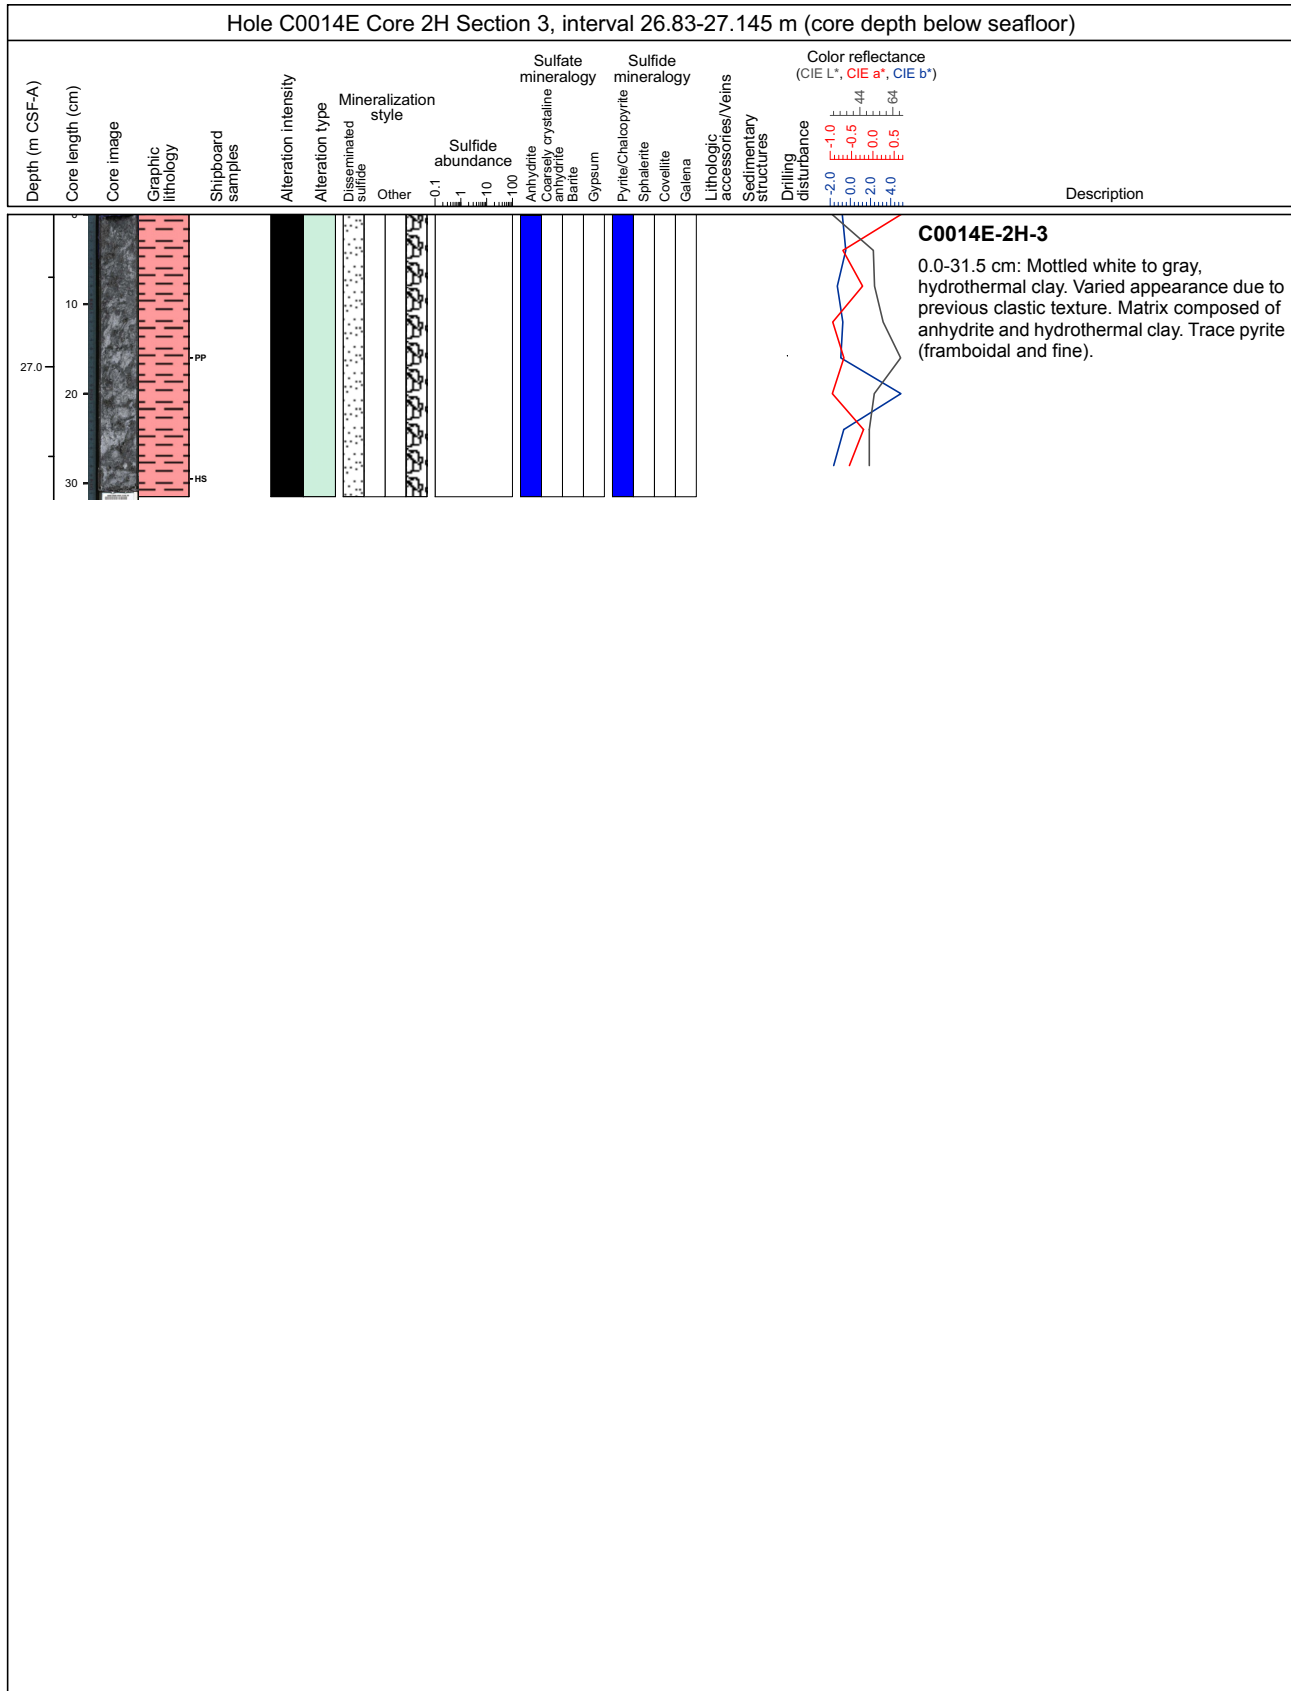 Hole C0014E Core 2H Section 3, interval 26.83-27.145 m (core depth below seafloor)
Depth (m CSF-A)
Core length (cm)
Core image
Graphic
lithology
Shipboard
samples
Alteration intensity
Alteration type
Mineralization
style
Disseminated
sulfide
Other
Sulfide
abundance
0.1
1
10
100
Sulfate
mineralogy
Anhydrite
Coarsely crystaline
anhydrite
Barite
Gypsum
Sulfide
mineralogy
Pyrite/Chalcopyrite
Sphalerite
Covellite
Galena
Lithologic
accessories/Veins
Sedimentary
structures
Drilling
disturbance
Color reflectance
(CIE L*, CIE a*, CIE b*)
44
64
-1.0
-0.5
0.0
0.5
-2.0
0.0
2.0
4.0
Description
C0014E-2H-3
0.0-31.5 cm: Mottled white to gray,
hydrothermal clay. Varied appearance due to
previous clastic texture. Matrix composed of
anhydrite and hydrothermal clay. Trace pyrite
(framboidal and fine).
10
PP
27.0
20
HS
30